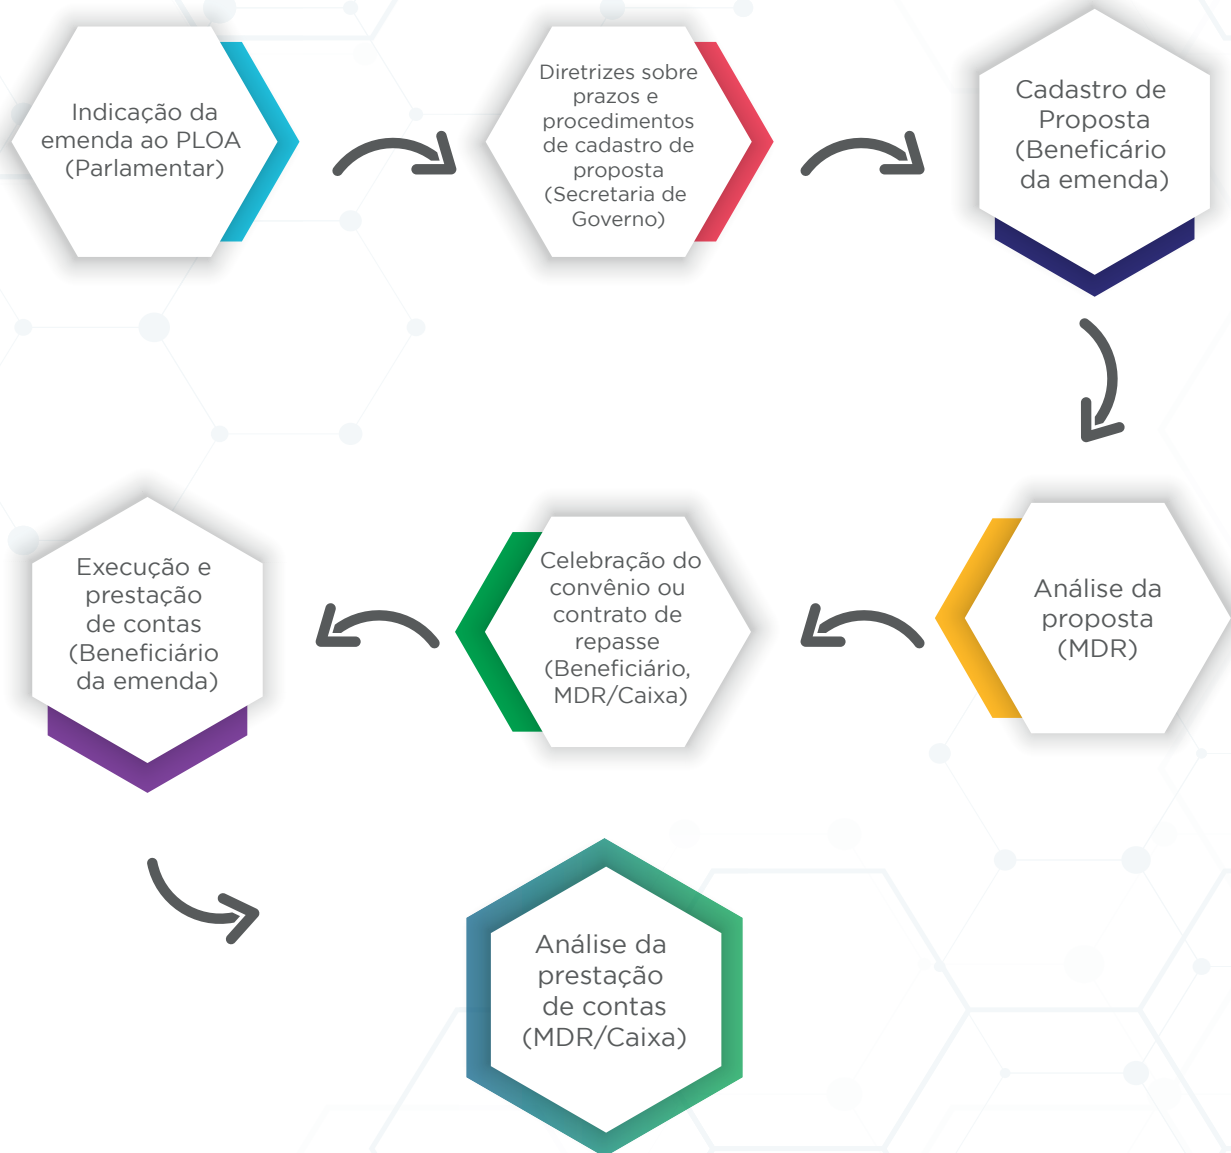 Indicação da
emenda ao PLOA
(Parlamentar)
Diretrizes sobre
prazos e
procedimentos
de cadastro de
proposta
(Secretaria de
Governo)
Cadastro de
Proposta
(Beneficário
da emenda)
Análise da
proposta
(MDR)
Celebração do
convênio ou
contrato de
repasse
(Beneficiário,
MDR/Caixa)
Execução e
prestação
de contas
(Beneficiário
da emenda)
Análise da
prestação
de contas
(MDR/Caixa)